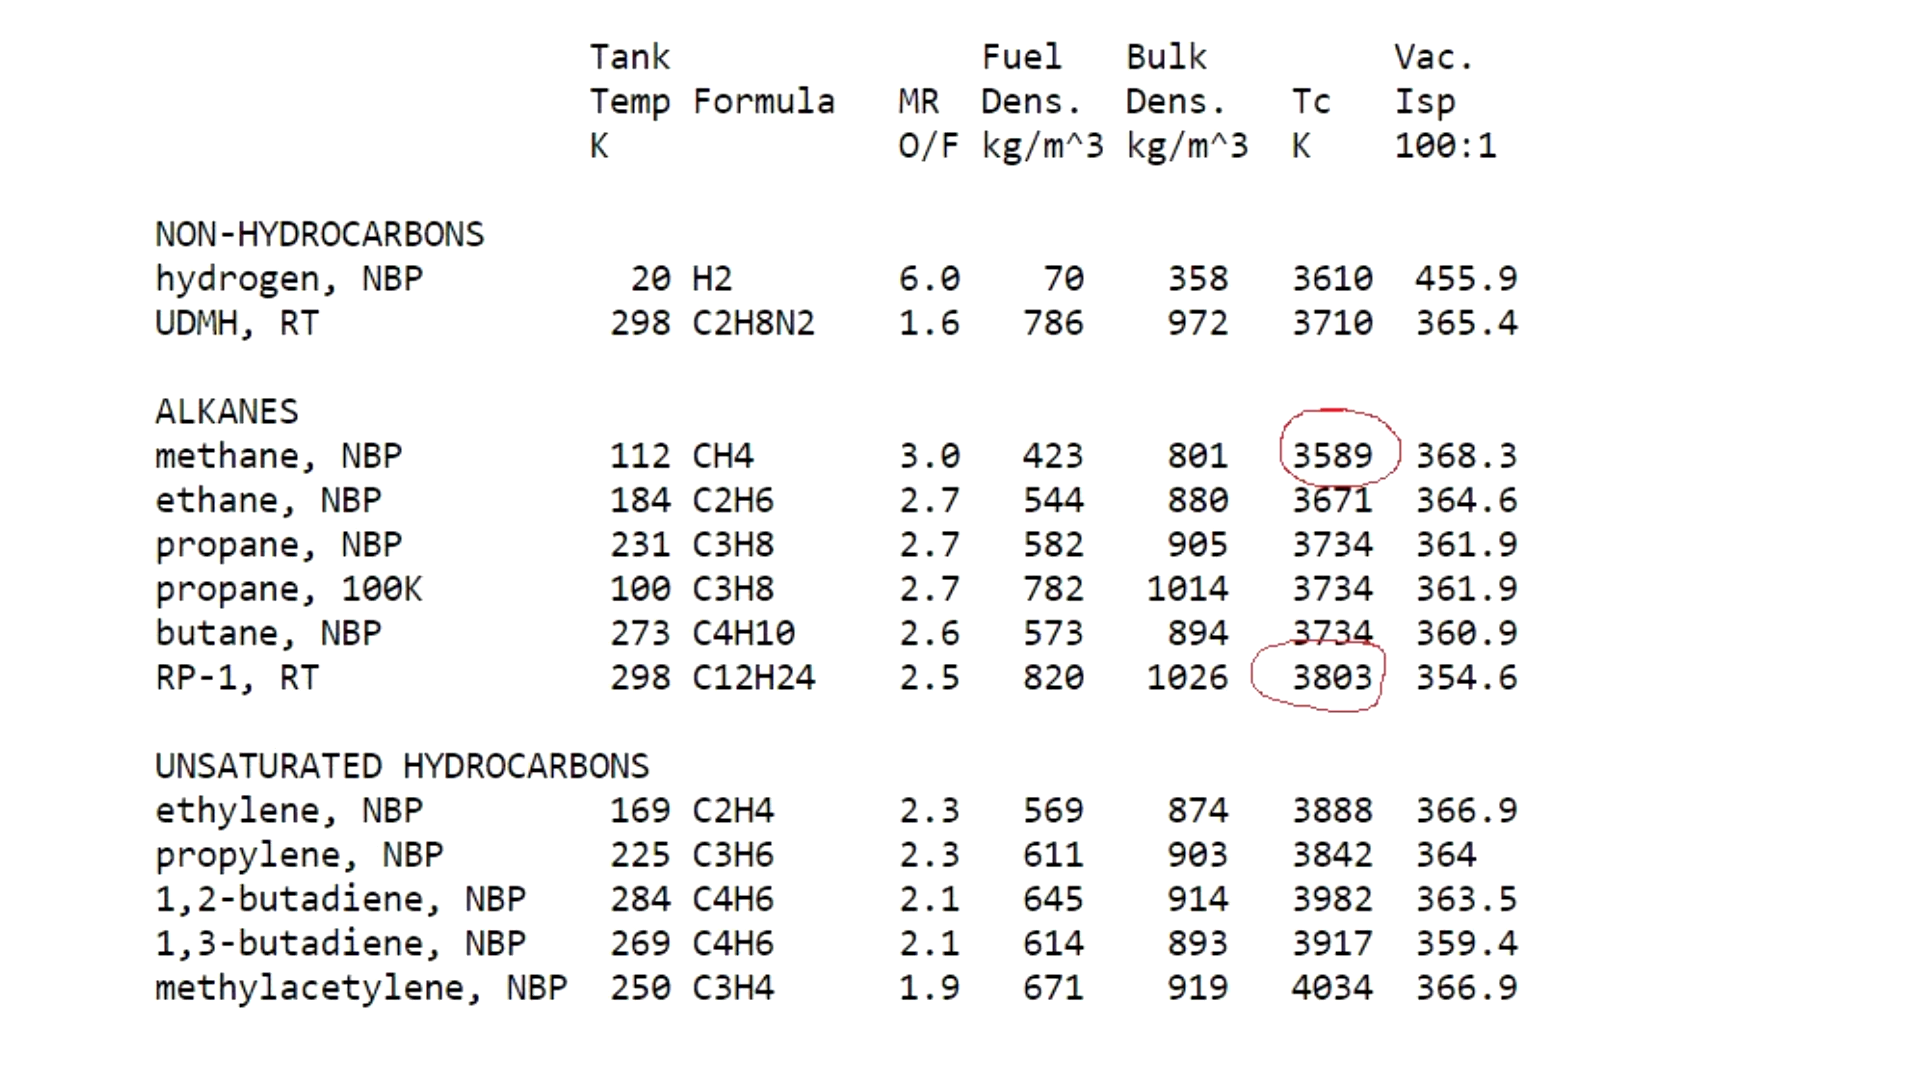 Tank Fuel Bulk Vac.
Temp Formula MR Dens. Dens. Tc Isp
K O/F kg/m^3 kg/m^3 K 100:1
NON-HYDROCARBONS
hydrogen, NBP 20 H2 6.0 70 358 3610 455.9
UDMH, RT 298 C2H8N2 1.6 786 972 3710 365.4
ALKANES
methane, NBP 112 CH4 3.0 423 801 3589 368.3
ethane, NBP 184 C2H6 2.7 544 880 3671 364.6
propane, NBP 231 C3H8 2.7 582 905 3734 361.9
propane, 100K 100 C3H8 2.7 782 1014 3734 361.9
butane, NBP 273 C4H10 2.6 573 894 3734 360.9
RP-1, RT 298 C12H24 2.5 820 1026 3803 354.6
UNSATURATED HYDROCARBONS
ethylene, NBP 169 C2H4 2.3 569 874 3888 366.9
propylene, NBP 225 C3H6 2.3 611 903 3842 364
1,2-butadiene, NBP 284 C4H6 2.1 645 914 3982 363.5
1,3-butadiene, NBP 269 C4H6 2.1 614 893 3917 359.4
methylacetylene, NBP 250 C3H4 1.9 671 919 4034 366.9